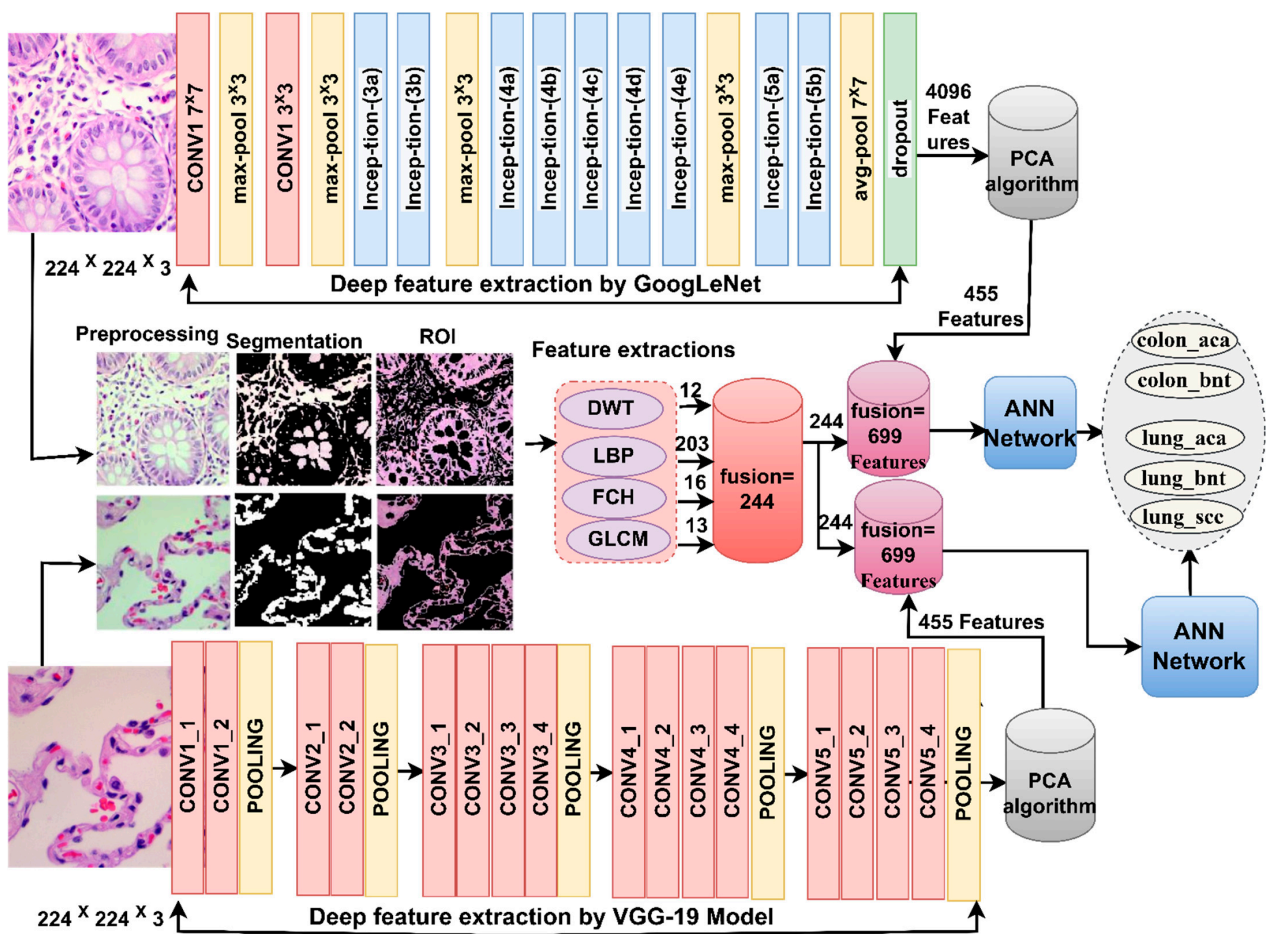 CONV1 7x7
max-pool 3x3
CONV1 3x3
max-pool 3x3
Incep-tion-(3a)
Incep-tion-(3b)
max-pool 3x3
Incep-tion-(4a)
Incep-tion-(4b)
Incep-tion-(4c)
Incep-tion-(4d)
Incep-tion-(4e)
max-pool 3x3
Incep-tion-(5a)
Incep-tion-(5b)
avg-pool 7x7
dropout
4096
Feat
ures
PCA
algorithm
224 X 224 X 3
Deep feature extraction by GoogLeNet
455
Features
Preprocessing
Segmentation
ROI
Feature extractions
DWT
LBP
FCH
GLCM
12
203
16
13
fusion=
244
244
fusion=
699
Features
244
fusion=
699
Features
ANN
Network
colon_aca
colon_bnt
lung_aca
lung_bnt
lung_scc
ANN
Network
455 Features
CONV1_1
CONV1_2
POOLING
CONV2_1
CONV2_2
POOLING
CONV3_1
CONV3_2
CONV3_3
CONV3_4
POOLING
CONV4_1
CONV4_2
CONV4_3
CONV4_4
POOLING
CONV5_1
CONV5_2
CONV5_3
CONV5_4
POOLING
PCA
algorithm
224 X 224 X 3
Deep feature extraction by VGG-19 Model